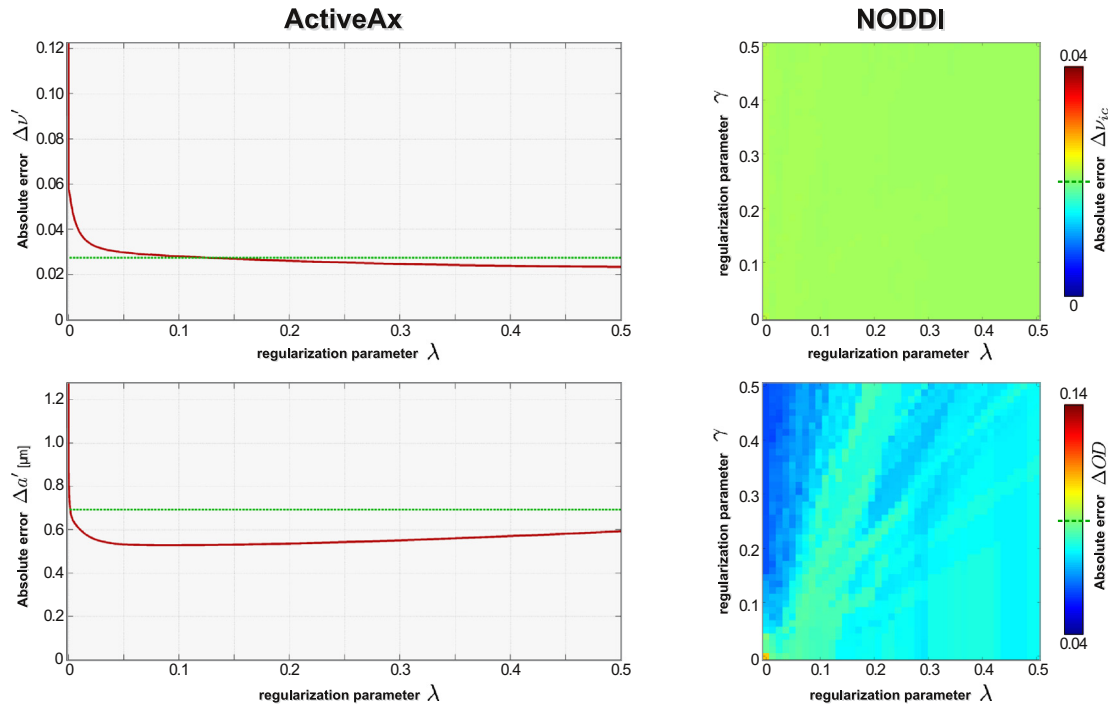 ActiveAx
NODDI
Absolute error Δν′
0.12
0.10
0.08
0.06
0.04
0.02
0
0 0.1 0.2 0.3 0.4 0.5
regularization parameter λ
regularization parameter γ
0.5
0.4
0.3
0.2
0.1
0
0 0.1 0.2 0.3 0.4 0.5
regularization parameter λ
0.04
0
Absolute error Δν_ic
Absolute error Δa′ [μm]
1.2
1.0
0.8
0.6
0.4
0.2
0
0 0.1 0.2 0.3 0.4 0.5
regularization parameter λ
regularization parameter γ
0.5
0.4
0.3
0.2
0.1
0
0 0.1 0.2 0.3 0.4 0.5
regularization parameter λ
0.14
0.04
Absolute error ΔOD